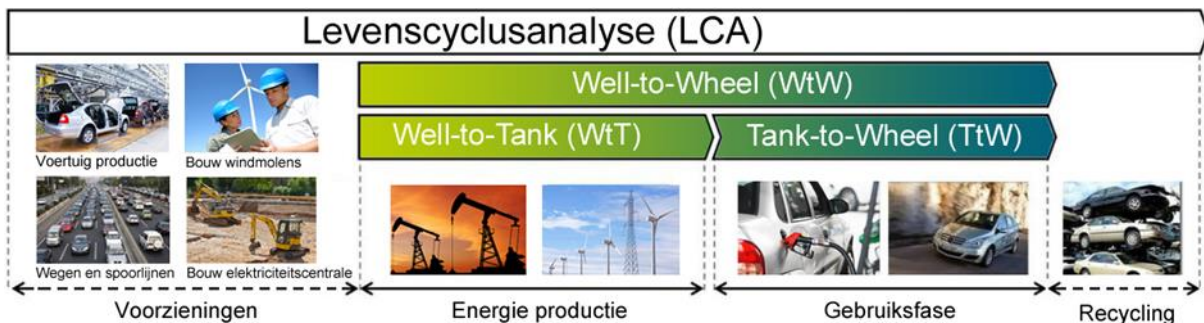 Levenscyclusanalyse (LCA)
Well-to-Wheel (WtW)
Well-to-Tank (WtT)
Tank-to-Wheel (TtW)
Voertuig productie
Bouw windmolens
Wegen en spoorlijnen
Bouw elektriciteitscentrale
Voorzieningen
Energie productie
Gebruiksfase
Recycling